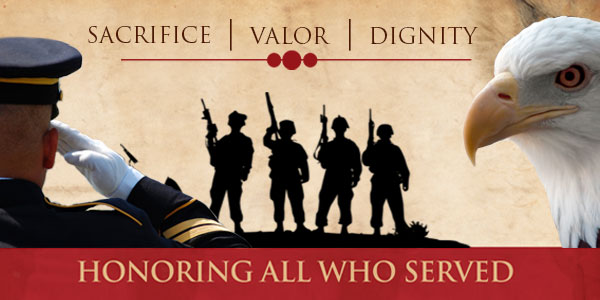 SACRIFICE | VALOR | DIGNITY
HONORING ALL WHO SERVED